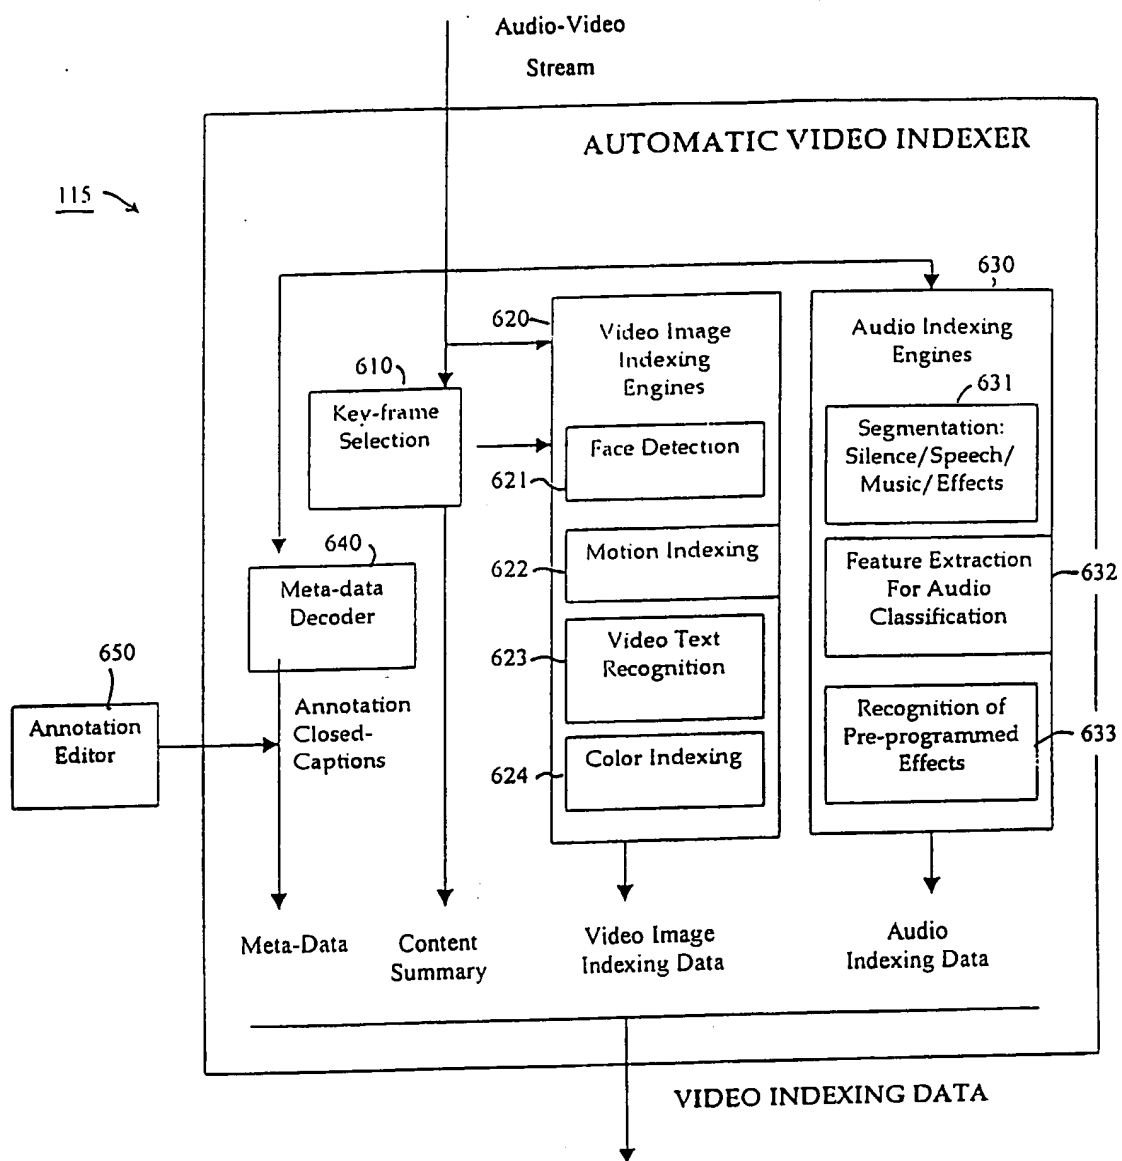 Audio-Video
Stream
AUTOMATIC VIDEO INDEXER
115
630
620
Video Image
Indexing
Engines
Audio Indexing
Engines
610
Key-frame
Selection
631
Segmentation:
Silence/Speech/
Music/Effects
Face Detection
621
640
Meta-data
Decoder
622
Motion Indexing
Feature Extraction
For Audio
Classification
632
650
Annotation
Editor
Annotation
Closed-
Captions
623
Video Text
Recognition
Recognition of
Pre-programmed
Effects
633
624
Color Indexing
Meta-Data
Content
Summary
Video Image
Indexing Data
Audio
Indexing Data
VIDEO INDEXING DATA